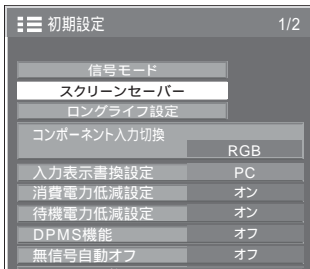 初期設定 1/2
信号モード
スクリーンセーバー
ロングライフ設定
コンポーネント入力切換
RGB
入力表示書換設定 PC
消費電力低減設定 オン
待機電力低減設定 オン
DPMS機能 オフ
無信号自動オフ オフ